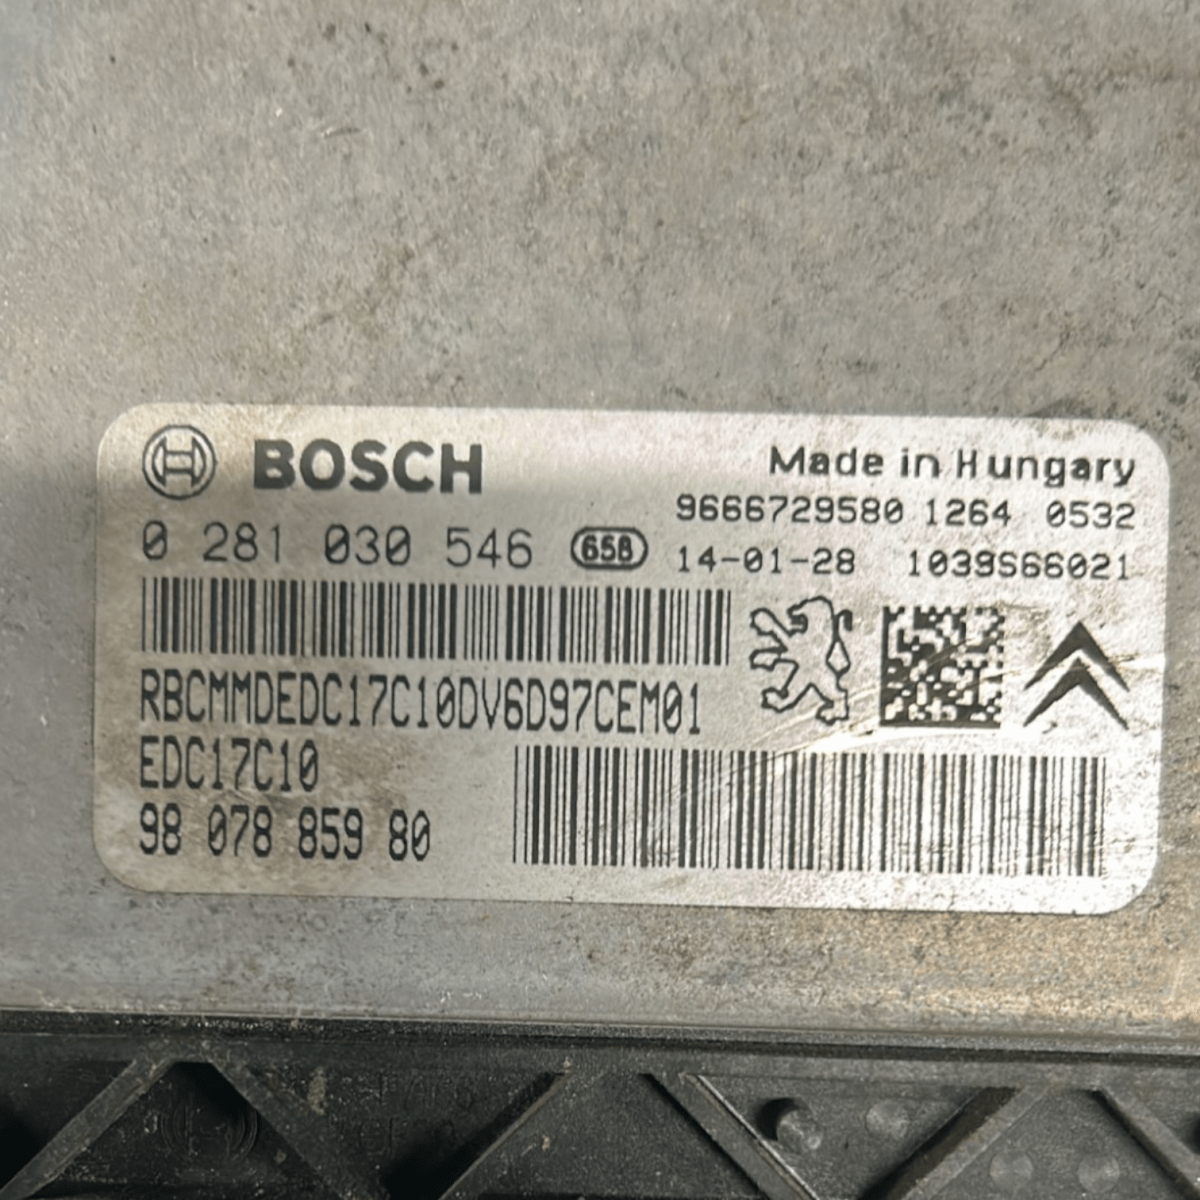 BOSCH
Made in Hungary
9666729580 1264 0532
0 281 030 546 658 14-01-28 1039S66021
RBCMMDEDC17C10DV6D97CEM01
EDC17C10
98 078 859 80